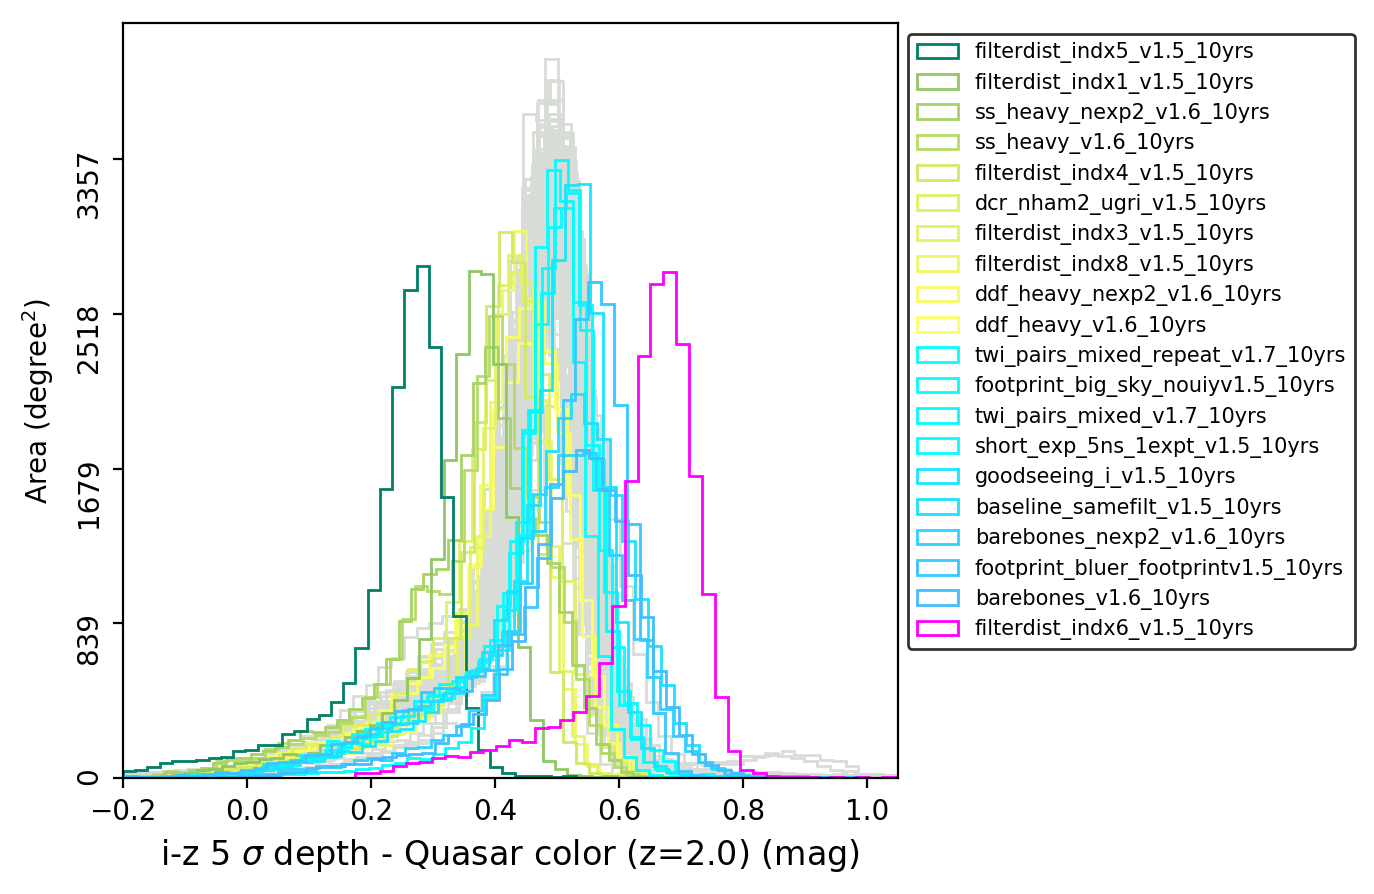 filterdist_indx5_v1.5_10yrs
filterdist_indx1_v1.5_10yrs
ss_heavy_nexp2_v1.6_10yrs
ss_heavy_v1.6_10yrs
filterdist_indx4_v1.5_10yrs
dcr_nham2_ugri_v1.5_10yrs
filterdist_indx3_v1.5_10yrs
filterdist_indx8_v1.5_10yrs
ddf_heavy_nexp2_v1.6_10yrs
ddf_heavy_v1.6_10yrs
twi_pairs_mixed_repeat_v1.7_10yrs
footprint_big_sky_nouiyv1.5_10yrs
twi_pairs_mixed_v1.7_10yrs
short_exp_5ns_1expt_v1.5_10yrs
goodseeing_i_v1.5_10yrs
baseline_samefilt_v1.5_10yrs
barebones_nexp2_v1.6_10yrs
footprint_bluer_footprintv1.5_10yrs
barebones_v1.6_10yrs
filterdist_indx6_v1.5_10yrs
Area (degree²)
3357
2518
1679
839
0
−0.2 0.0 0.2 0.4 0.6 0.8 1.0
i-z 5 σ depth - Quasar color (z=2.0) (mag)